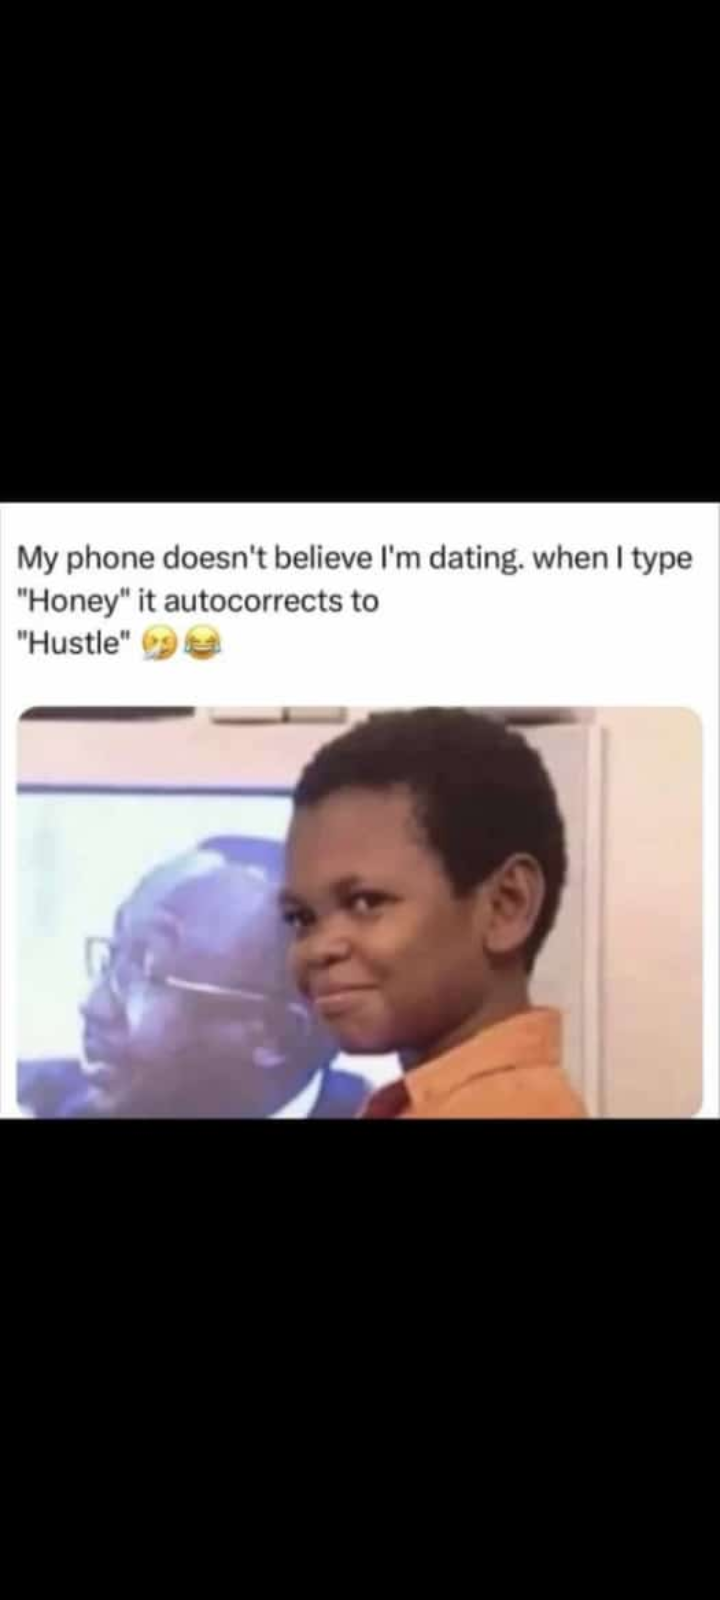 My phone doesn't believe I'm dating. when I type
"Honey" it autocorrects to
"Hustle" 🤧😂